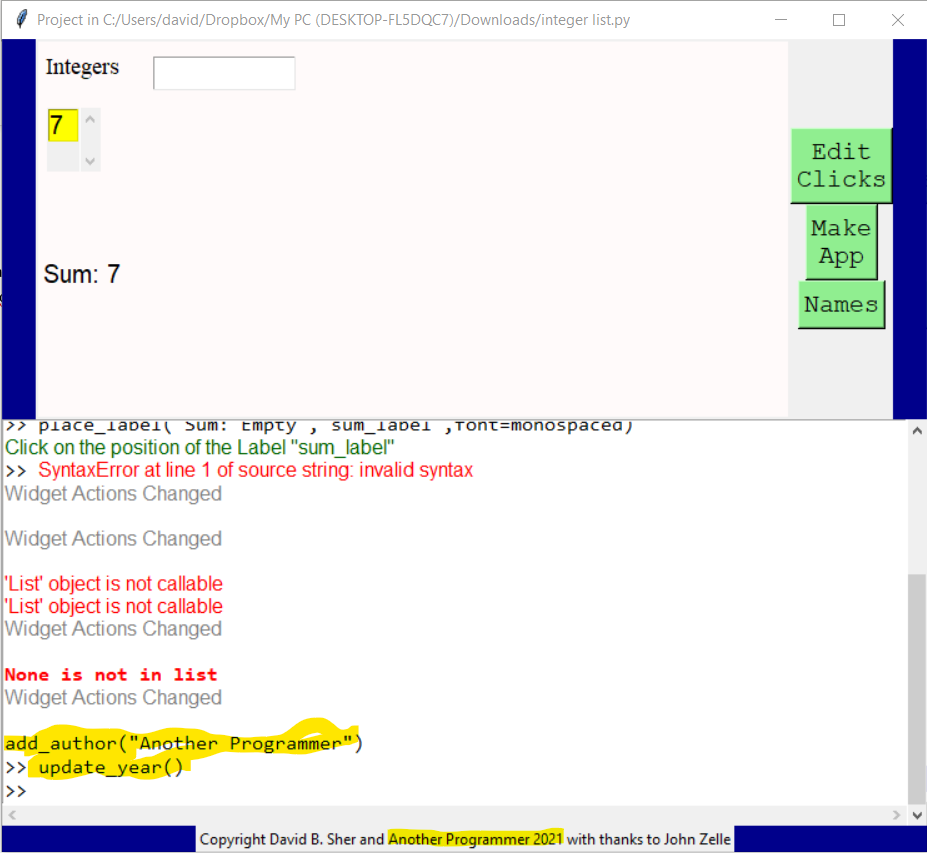 Project in C:/Users/david/Dropbox/My PC (DESKTOP-FL5DQC7)/Downloads/integer list.py
Integers
7
Sum: 7
Edit
Clicks
Make
App
Names
>> place_label( Sum: Empty , sum_label ,font=monospaced)
Click on the position of the Label "sum_label"
>> SyntaxError at line 1 of source string: invalid syntax
Widget Actions Changed
Widget Actions Changed
'List' object is not callable
'List' object is not callable
Widget Actions Changed
None is not in list
Widget Actions Changed
add_author("Another Programmer")
>> update_year()
>>
Copyright David B. Sher and Another Programmer 2021 with thanks to John Zelle